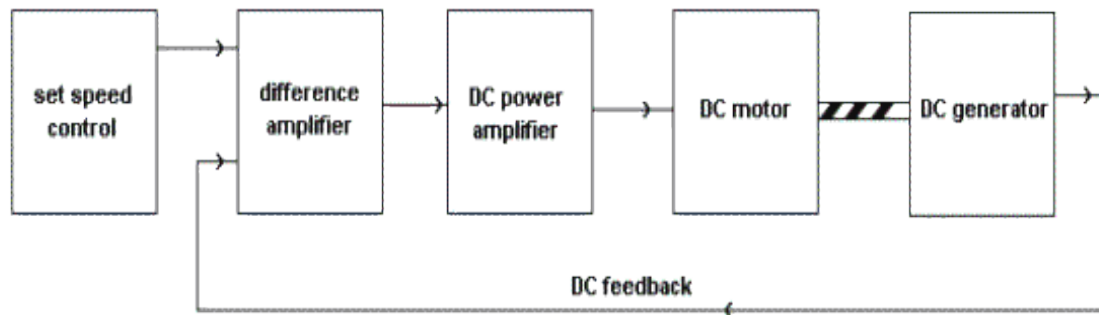 set speed
control
difference
amplifier
DC power
amplifier
DC motor
DC generator
DC feedback